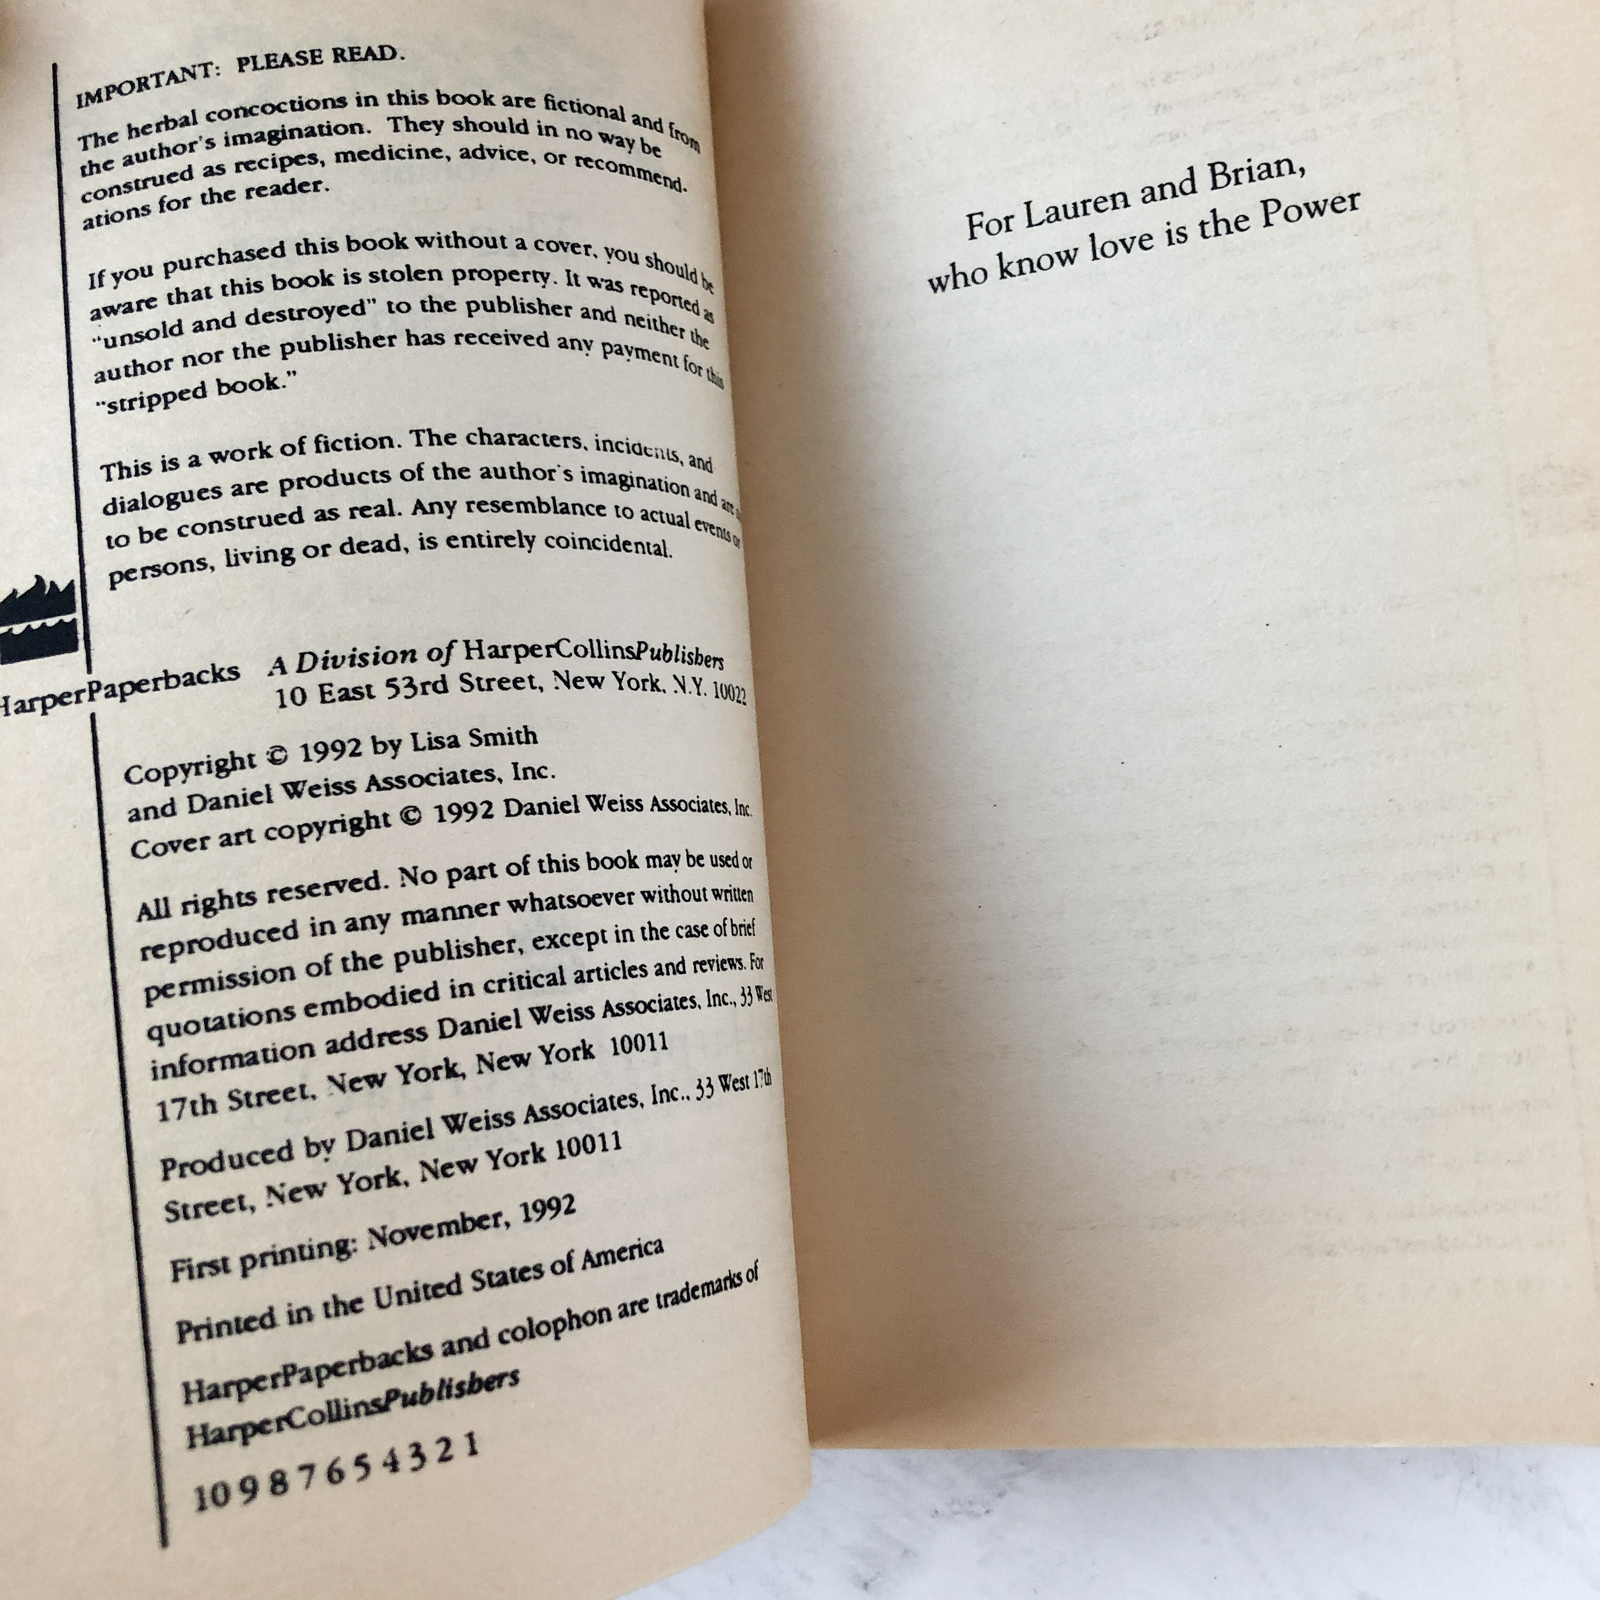 IMPORTANT: PLEASE READ.
The herbal concoctions in this book are fictional and from
the author's imagination. They should in no way be
construed as recipes, medicine, advice, or recommend-
ations for the reader.
If you purchased this book without a cover, you should be
aware that this book is stolen property. It was reported as
"unsold and destroyed" to the publisher and neither the
author nor the publisher has received any payment for this
"stripped book."
This is a work of fiction. The characters, incidents, and
dialogues are products of the author's imagination and are
to be construed as real. Any resemblance to actual events or
persons, living or dead, is entirely coincidental.
HarperPaperbacks A Division of HarperCollinsPublishers
10 East 53rd Street, New York, N.Y. 10022
Copyright © 1992 by Lisa Smith
and Daniel Weiss Associates, Inc.
Cover art copyright © 1992 Daniel Weiss Associates, Inc.
All rights reserved. No part of this book may be used or
reproduced in any manner whatsoever without written
permission of the publisher, except in the case of brief
quotations embodied in critical articles and reviews. For
information address Daniel Weiss Associates, Inc., 33 West
17th Street, New York, New York 10011
Produced by Daniel Weiss Associates, Inc., 33 West 17th
Street, New York, New York 10011
First printing: November, 1992
Printed in the United States of America
HarperPaperbacks and colophon are trademarks of
HarperCollinsPublishers
10 9 8 7 6 5 4 3 2 1
For Lauren and Brian,
who know love is the Power